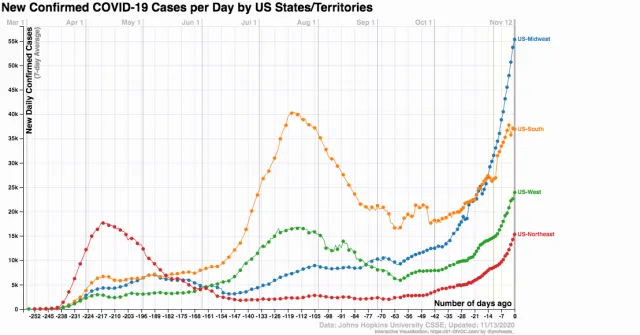 New Confirmed COVID-19 Cases per Day by US States/Territories
Mar 1 Apr 1 May 1 Jun 1 Jul 1 Aug 1 Sep 1 Oct 1 Nov 12
New Daily Confirmed Cases
(7-day Average)
55k
50k
45k
40k
35k
30k
25k
20k
15k
10k
5k
0
US-Midwest
US-South
US-West
US-Northeast
Number of days ago
-252 -245 -238 -231 -224 -217 -210 -203 -196 -189 -182 -175 -168 -161 -154 -147 -140 -133 -126 -119 -112 -105 -98 -91 -84 -77 -70 -63 -56 -49 -42 -35 -28 -21 -14 -7 0
Data: Johns Hopkins University CSSE; Updated: 11/13/2020